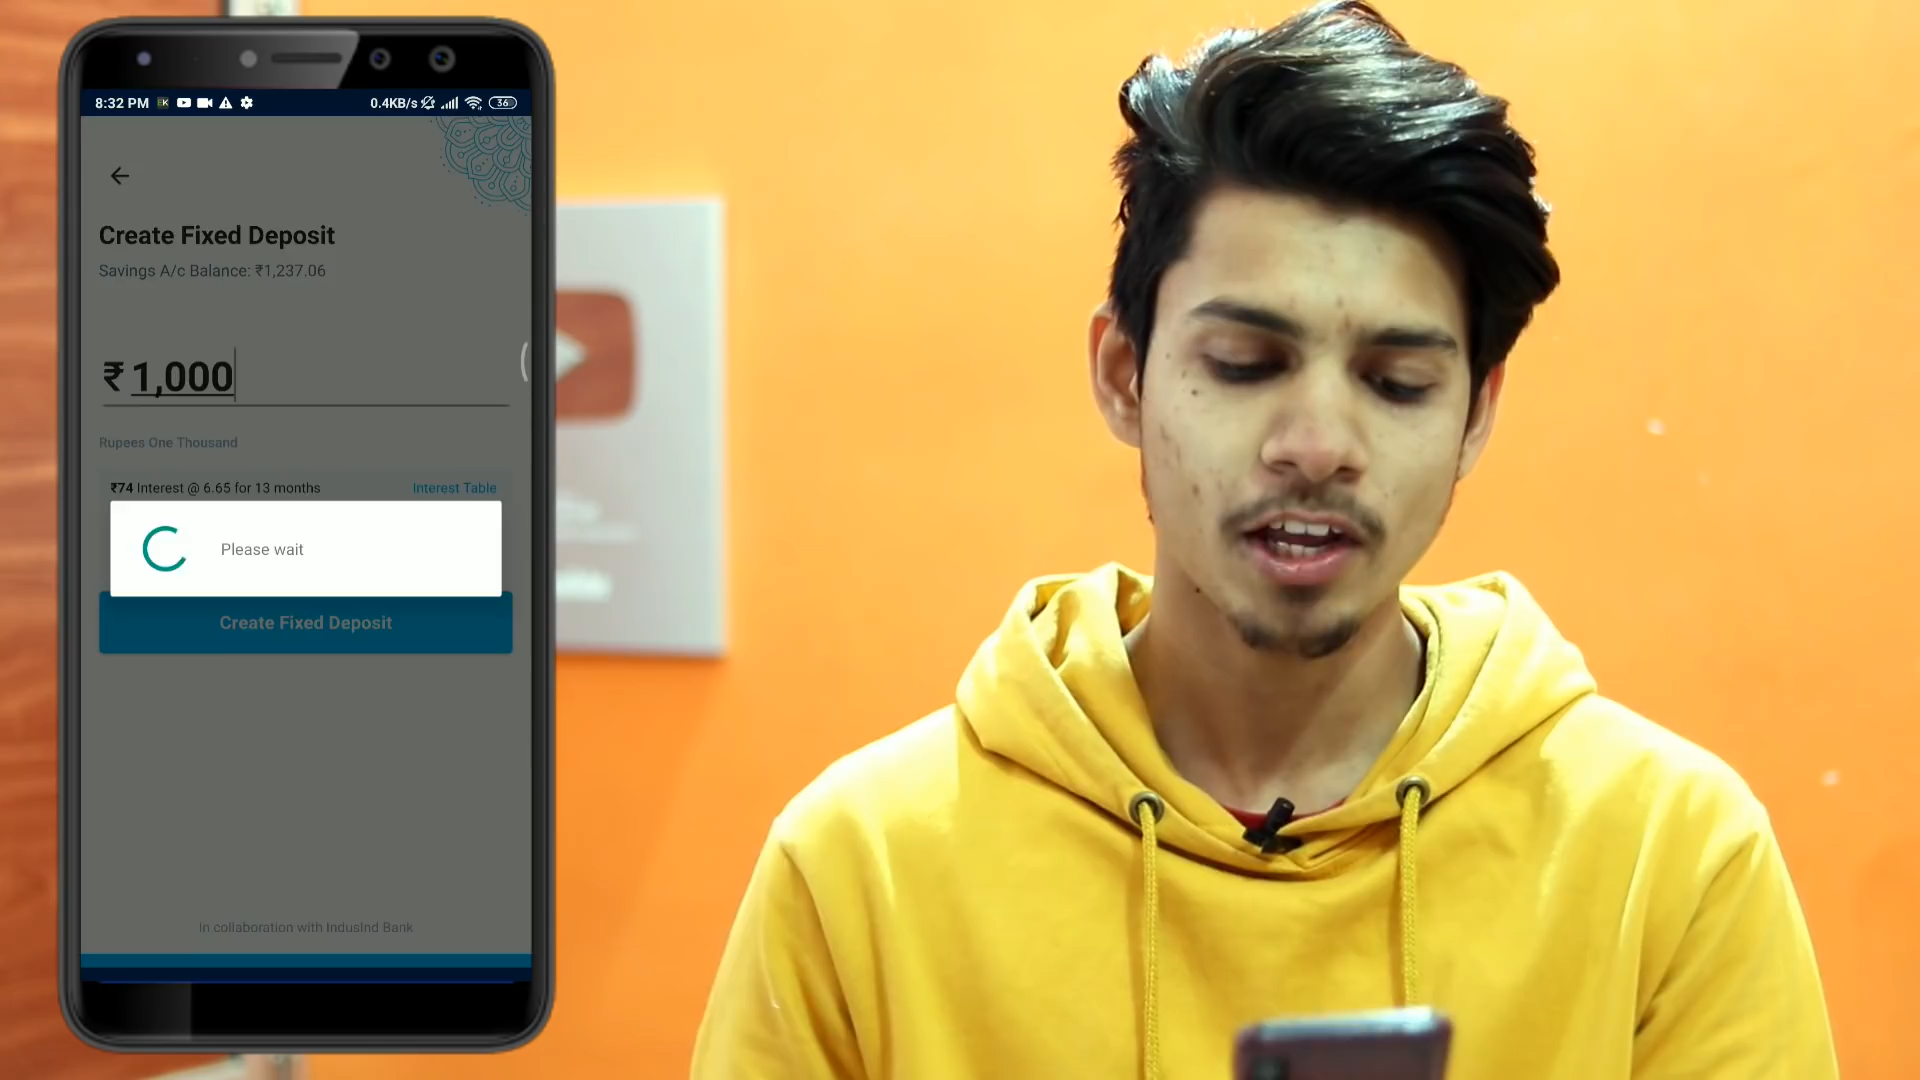 8:32 PM
0.4KB/s
36
Create Fixed Deposit
Savings A/c Balance: ₹1,237.06
₹ 1,000
Rupees One Thousand
₹74 Interest @ 6.65 for 13 months
Interest Table
Please wait
Create Fixed Deposit
In collaboration with IndusInd Bank